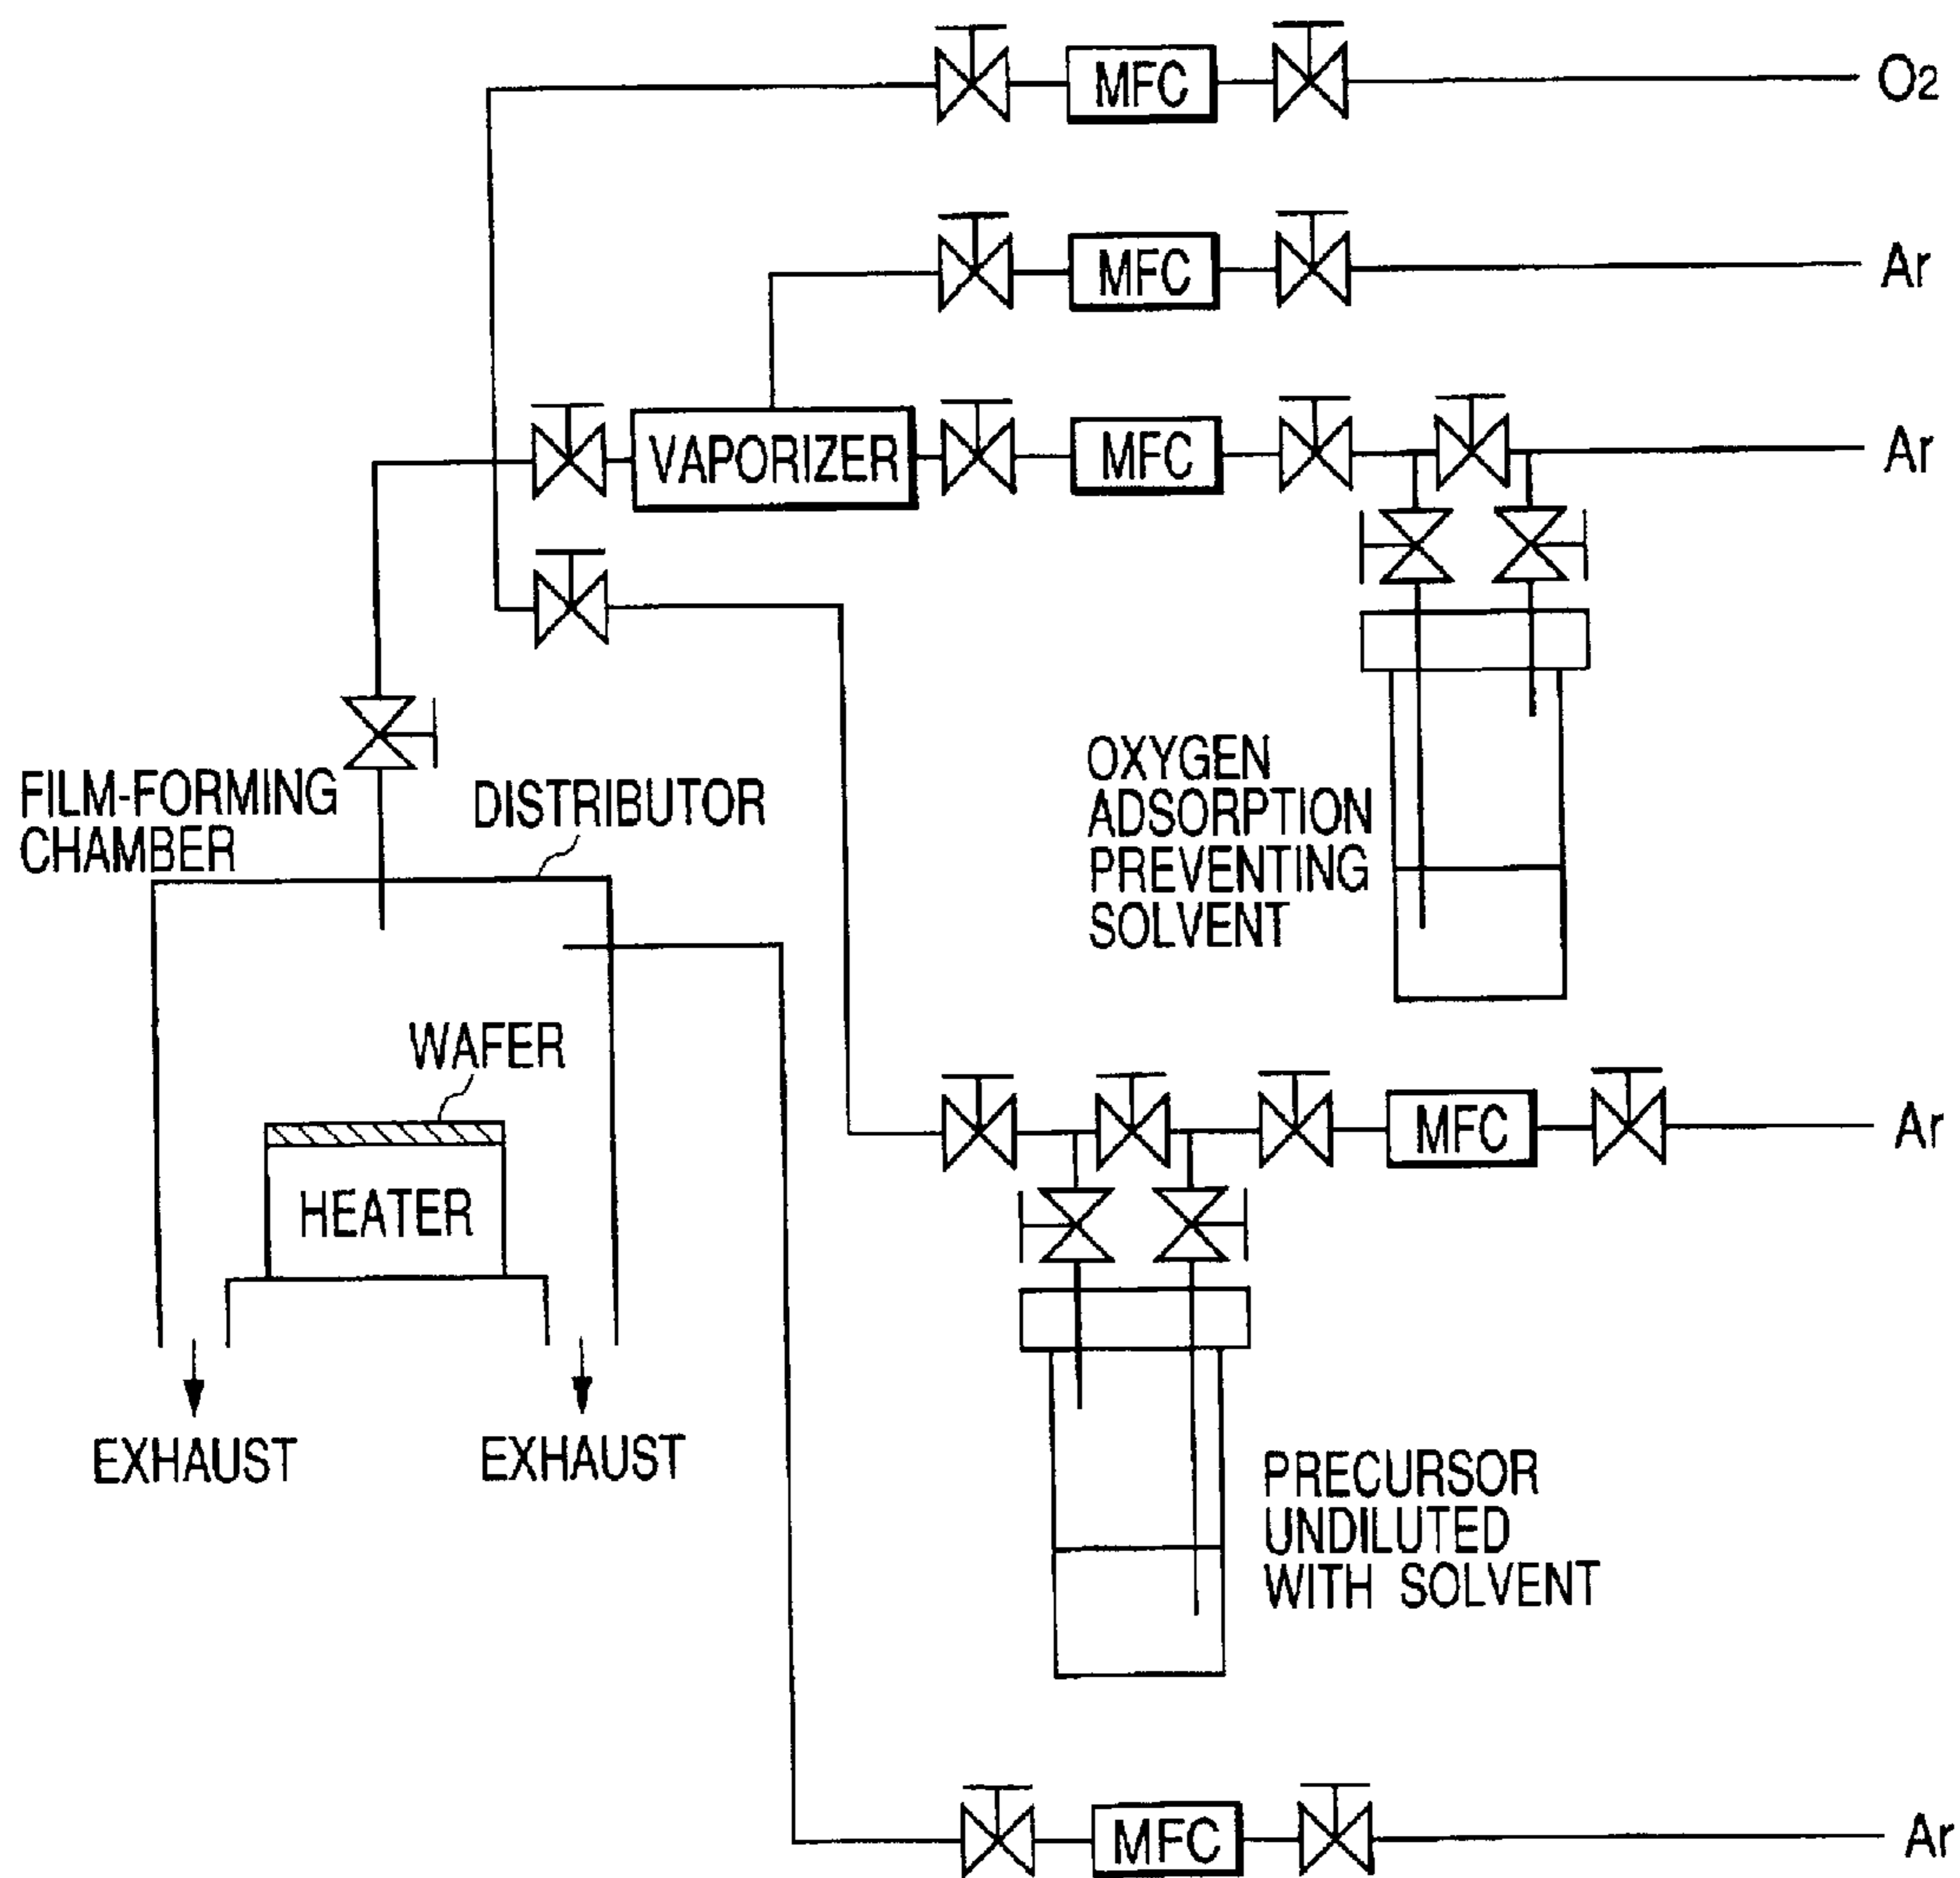 MFC
O2
MFC
Ar
VAPORIZER
MFC
Ar
OXYGEN
ADSORPTION
PREVENTING
SOLVENT
FILM-FORMING
CHAMBER
DISTRIBUTOR
WAFER
HEATER
EXHAUST
EXHAUST
MFC
Ar
PRECURSOR
UNDILUTED
WITH SOLVENT
MFC
Ar